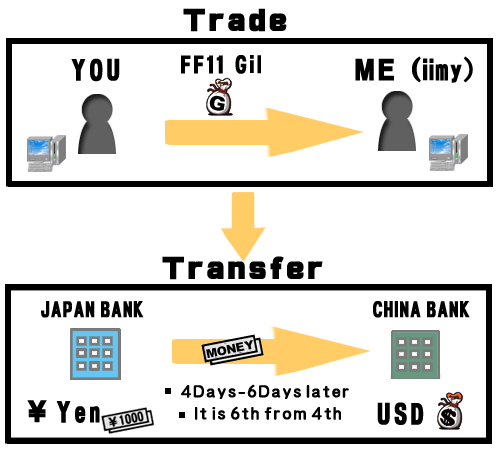 Trade
YOU
FF11 Gil
ME (iimy)
G
Transfer
JAPAN BANK
CHINA BANK
MONEY
▪ 4Days-6Days later
▪ It is 6th from 4th
¥ Yen
¥1000
USD
$